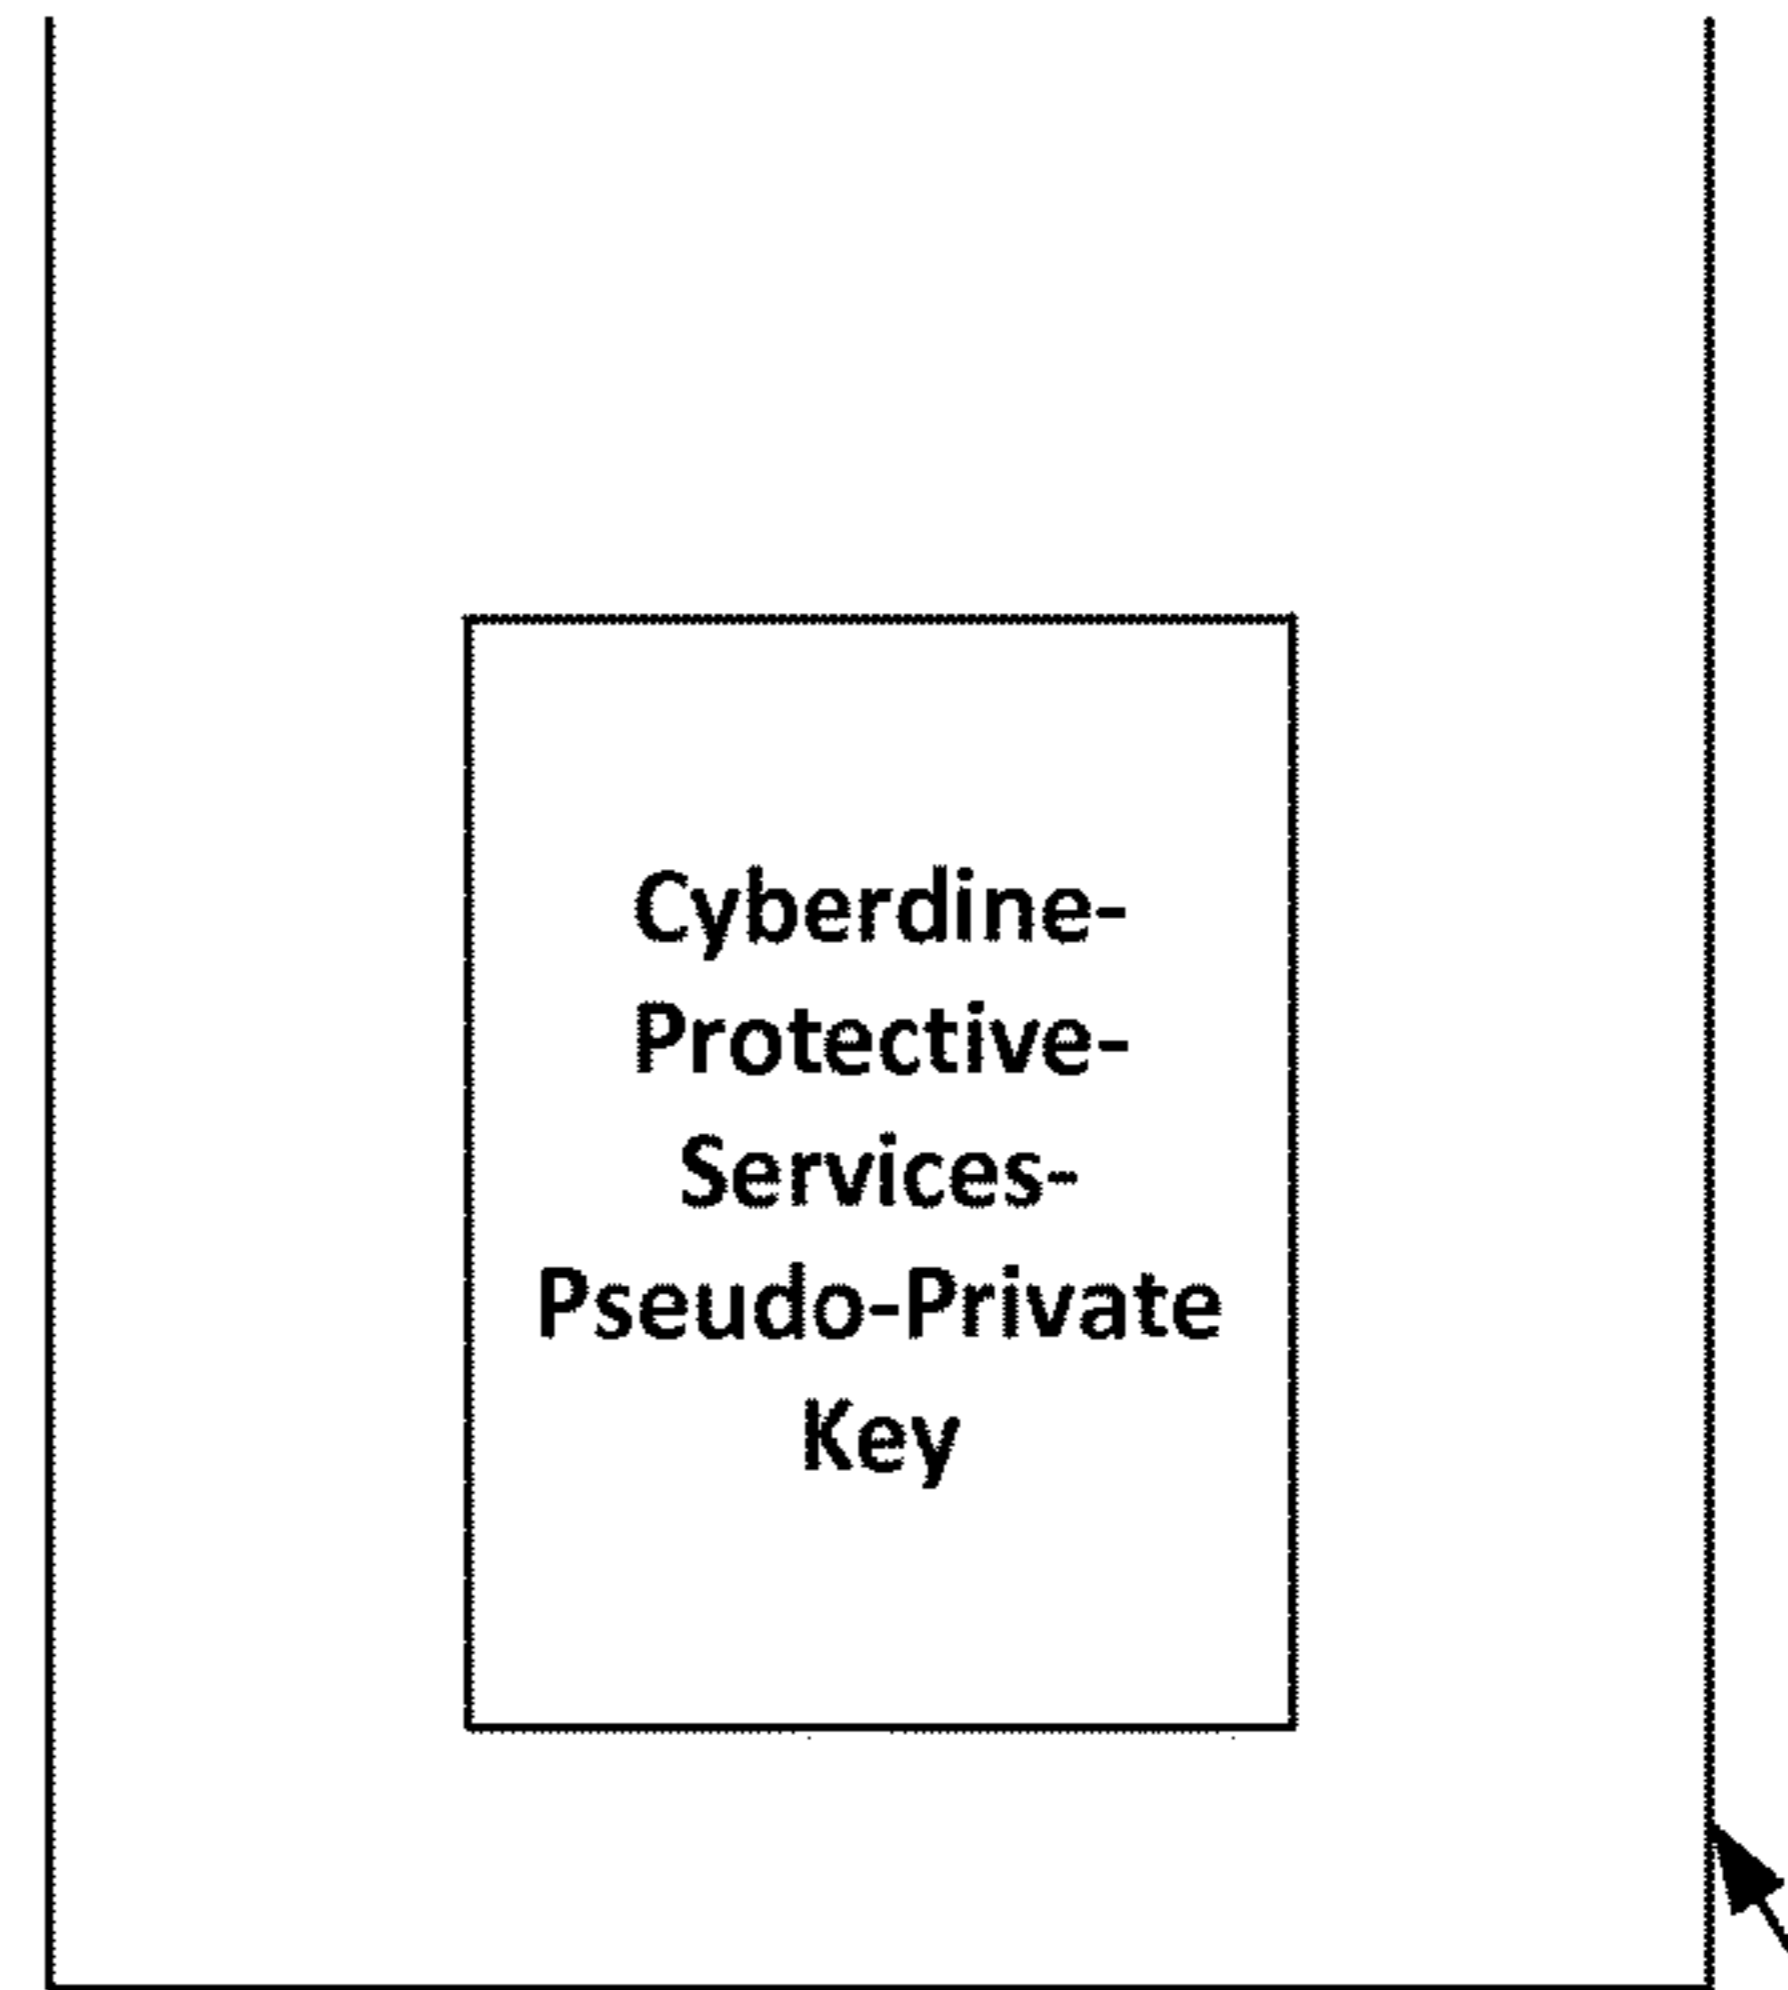 Cyberdine-
Protective-
Services-
Pseudo-Private
Key